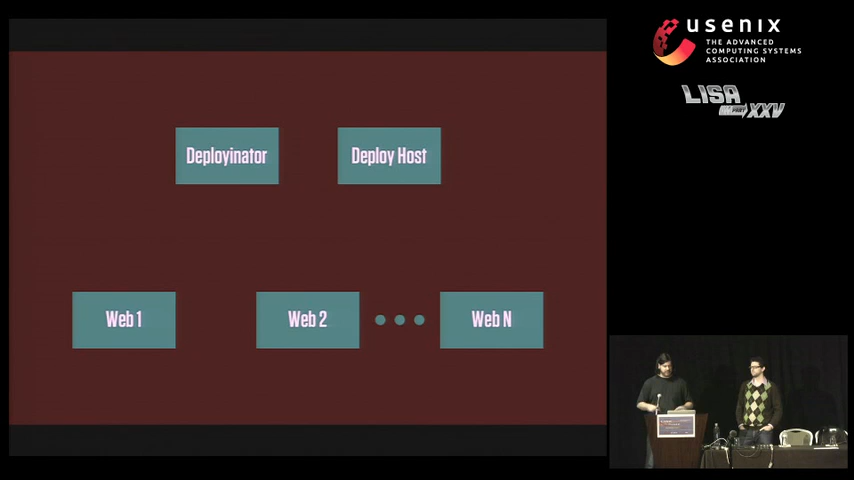 Deployinator
Deploy Host
Web 1
Web 2
Web N
usenix
THE ADVANCED
COMPUTING SYSTEMS
ASSOCIATION
LISA
XXV